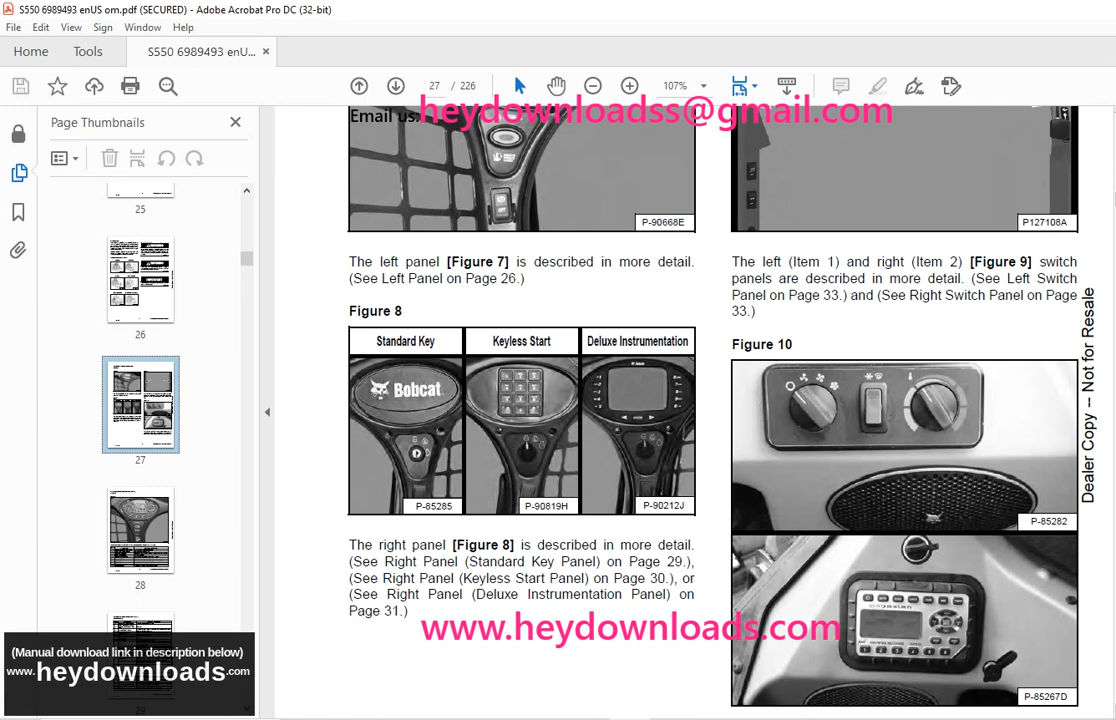 S550 6989493 enUS om.pdf (SECURED) - Adobe Acrobat Pro DC (32-bit)
File Edit View Sign Window Help
Home Tools S550 6989493 enU... ×
27 / 226 107%
Page Thumbnails
25
26
27
28
29
(Manual download link in description below)
www.heydownloads.com
Email us: heydownloadss@gmail.com
P-90668E
The left panel [Figure 7] is described in more detail.
(See Left Panel on Page 26.)
Figure 8
Standard Key Keyless Start Deluxe Instrumentation
Bobcat
P-85285 P-90819H P-90212J
The right panel [Figure 8] is described in more detail.
(See Right Panel (Standard Key Panel) on Page 29.),
(See Right Panel (Keyless Start Panel) on Page 30.), or
(See Right Panel (Deluxe Instrumentation Panel) on
Page 31.)
www.heydownloads.com
P127108A
The left (Item 1) and right (Item 2) [Figure 9] switch
panels are described in more detail. (See Left Switch
Panel on Page 33.) and (See Right Switch Panel on Page
33.)
Figure 10
P-85282
P-85267D
Dealer Copy -- Not for Resale